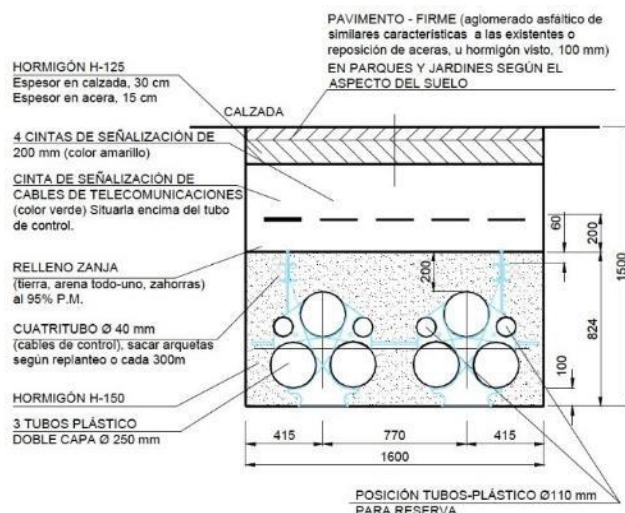 PAVIMENTO - FIRME (aglomerado asfáltico de
similares características a las existentes o
reposición de aceras, u hormigón visto, 100 mm)
EN PARQUES Y JARDINES SEGÚN EL
ASPECTO DEL SUELO
HORMIGÓN H-125
Espesor en calzada, 30 cm
Espesor en acera, 15 cm
CALZADA
4 CINTAS DE SEÑALIZACIÓN DE
200 mm (color amarillo)
CINTA DE SEÑALIZACIÓN DE
CABLES DE TELECOMUNICACIONES
(color verde) Situarla encima del tubo
de control.
RELLENO ZANJA
(tierra, arena todo-uno, zahorras)
al 95% P.M.
CUATRITUBO Ø 40 mm
(cables de control), sacar arquetas
según replanteo o cada 300m
HORMIGÓN H-150
3 TUBOS PLÁSTICO
DOBLE CAPA Ø 250 mm
60
200
1500
200
824
100
415
770
415
1600
POSICIÓN TUBOS-PLÁSTICO Ø110 mm
PARA RESERVA